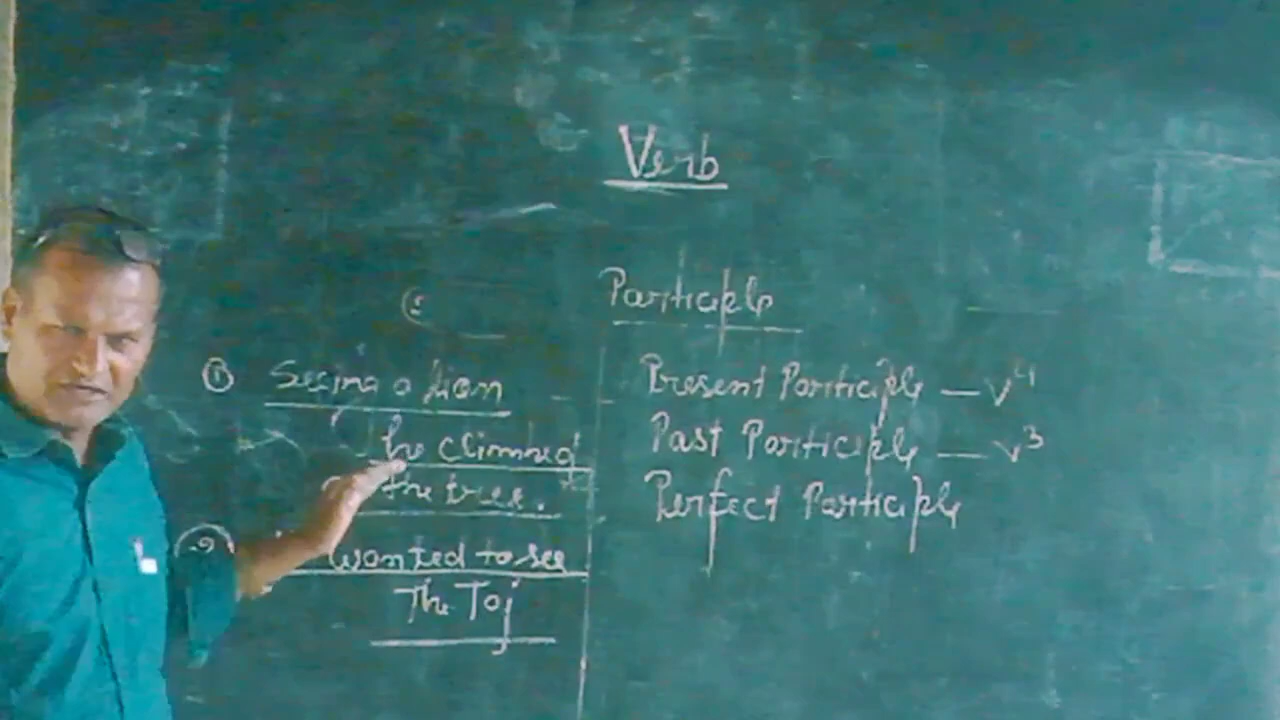 Verb
Participle
① Seeing a lion
he climbed
the tree.
wanted to see
The Taj
Present Participle — V4
Past Participle — V3
Perfect Participle